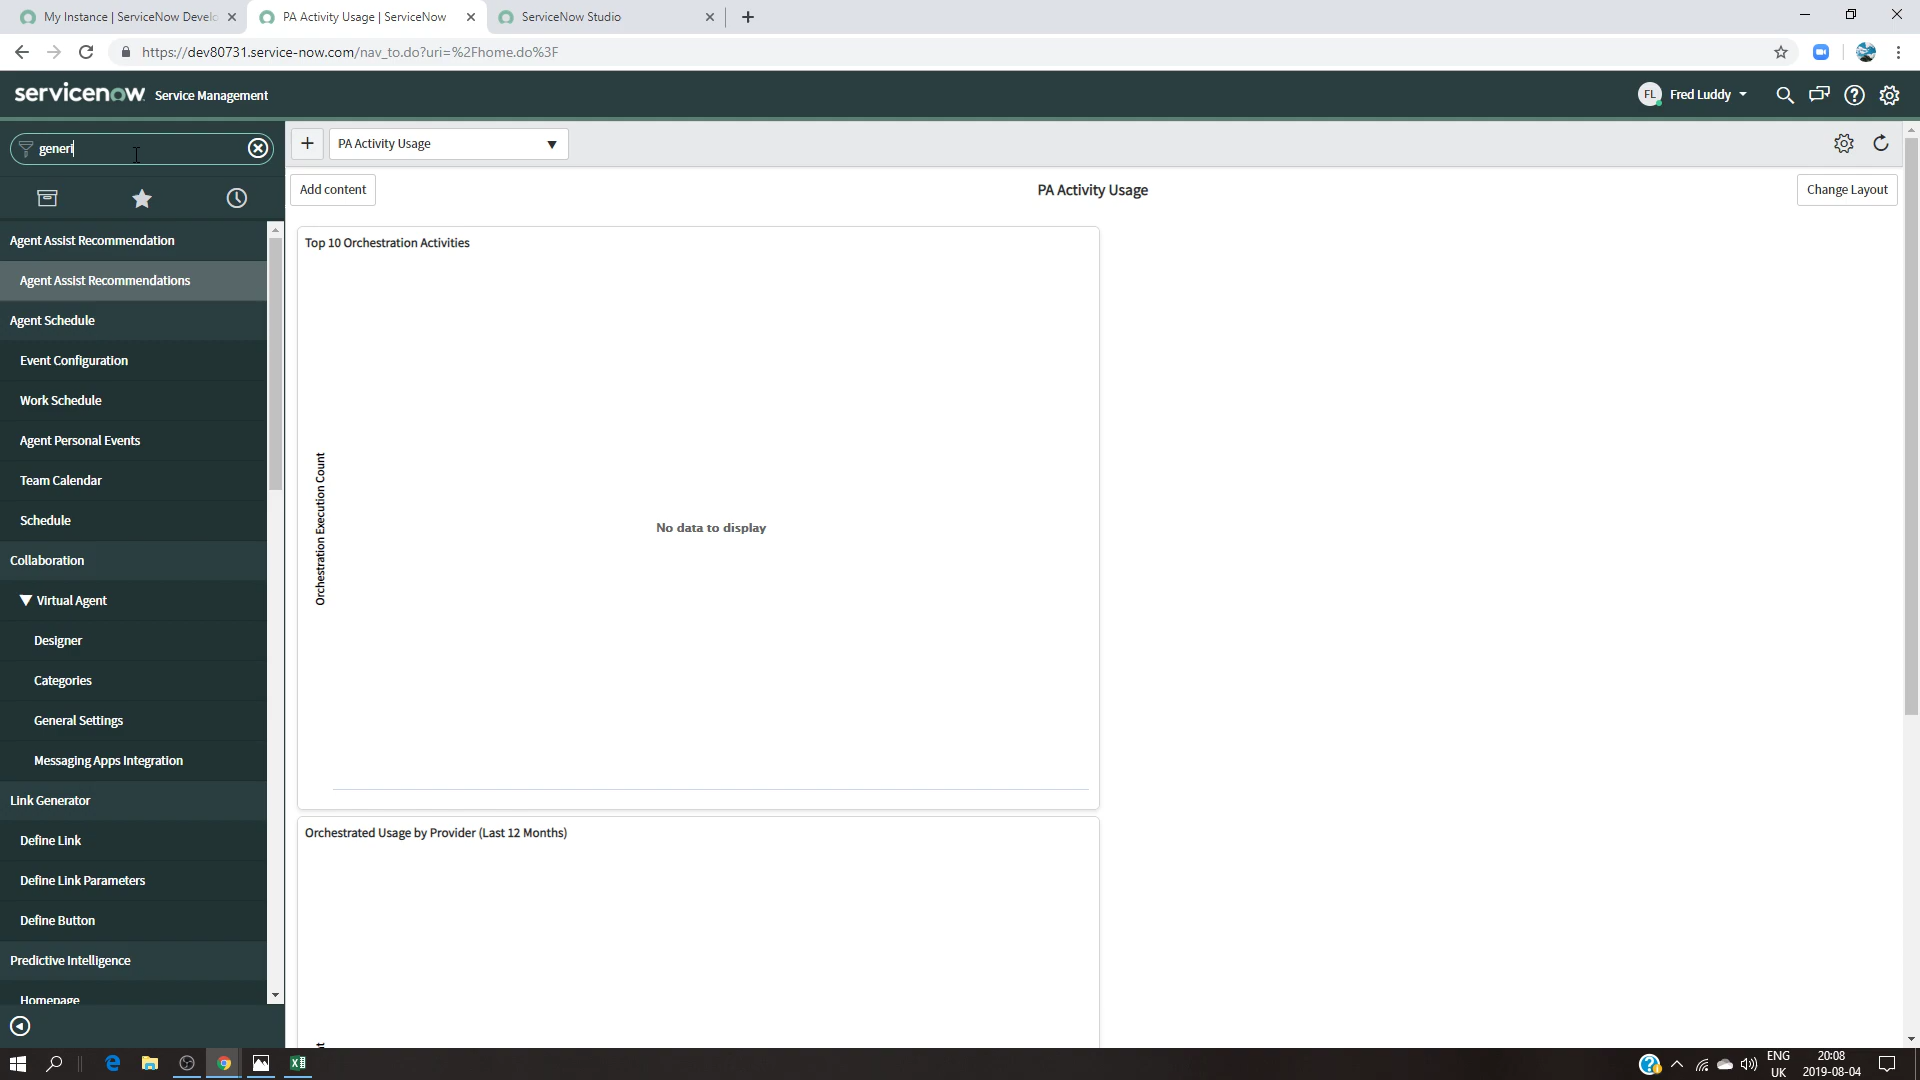 My Instance | ServiceNow Develo
PA Activity Usage | ServiceNow
ServiceNow Studio
https://dev80731.service-now.com/nav_to.do?uri=%2Fhome.do%3F
servicenow Service Management
FL Fred Luddy
generi
PA Activity Usage
Add content
PA Activity Usage
Change Layout
Agent Assist Recommendation
Agent Assist Recommendations
Agent Schedule
Event Configuration
Work Schedule
Agent Personal Events
Team Calendar
Schedule
Collaboration
Virtual Agent
Designer
Categories
General Settings
Messaging Apps Integration
Link Generator
Define Link
Define Link Parameters
Define Button
Predictive Intelligence
Homepage
Top 10 Orchestration Activities
Orchestration Execution Count
No data to display
Orchestrated Usage by Provider (Last 12 Months)
ENG
UK
20:08
2019-08-04